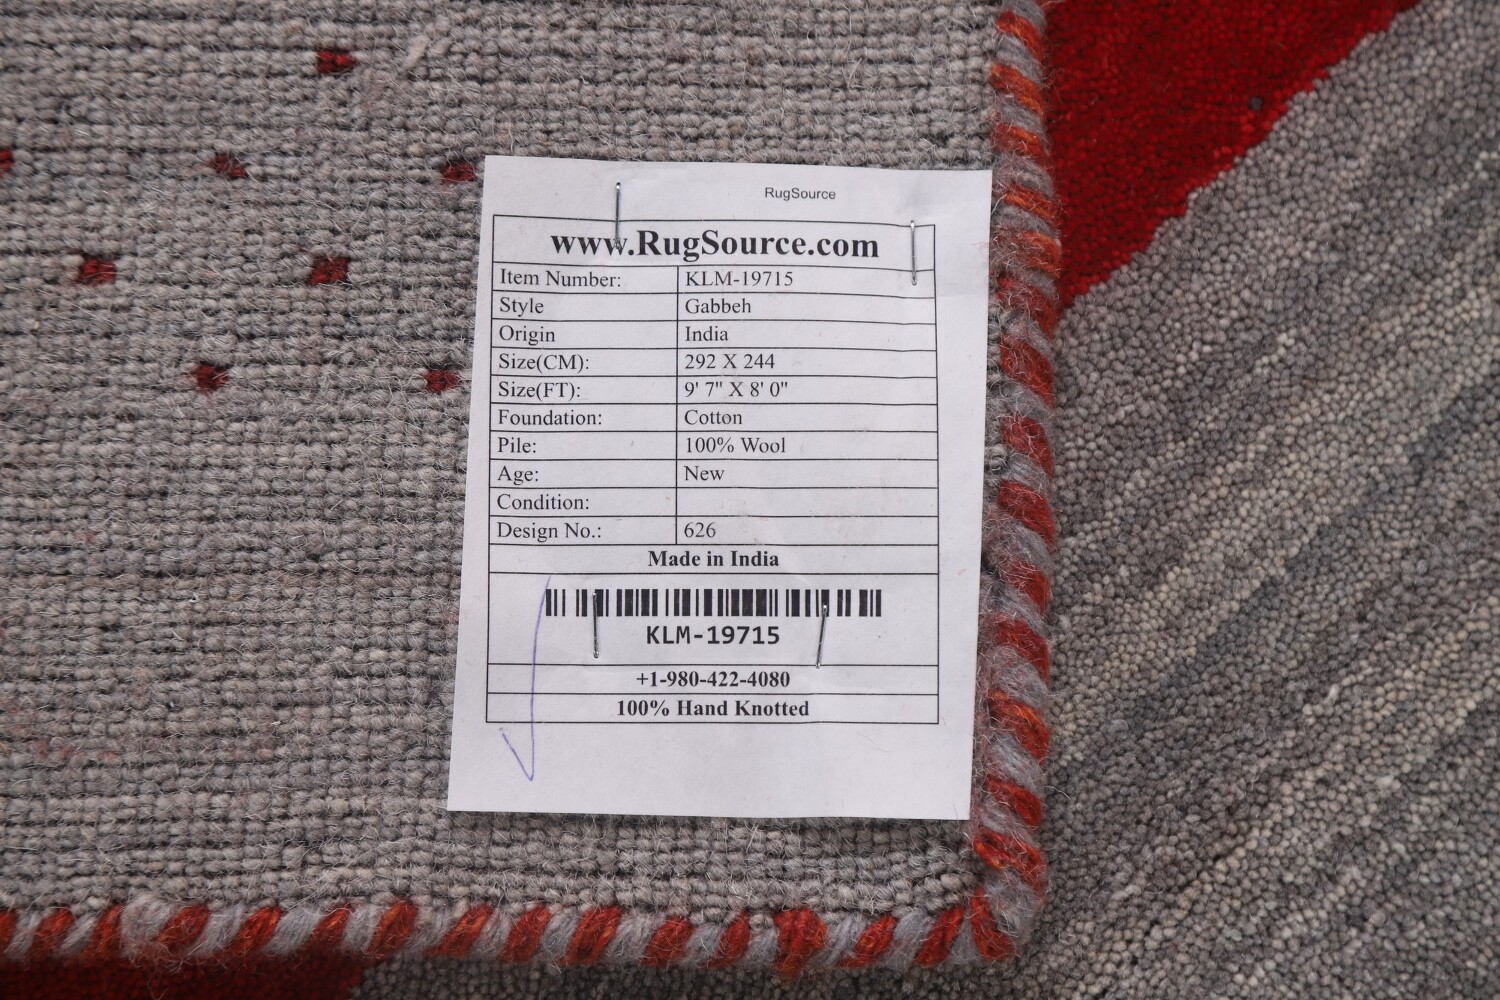 RugSource
www.RugSource.com
Item Number: KLM-19715
Style Gabbeh
Origin India
Size(CM): 292 X 244
Size(FT): 9' 7" X 8' 0"
Foundation: Cotton
Pile: 100% Wool
Age: New
Condition:
Design No.: 626
Made in India
KLM-19715
+1-980-422-4080
100% Hand Knotted